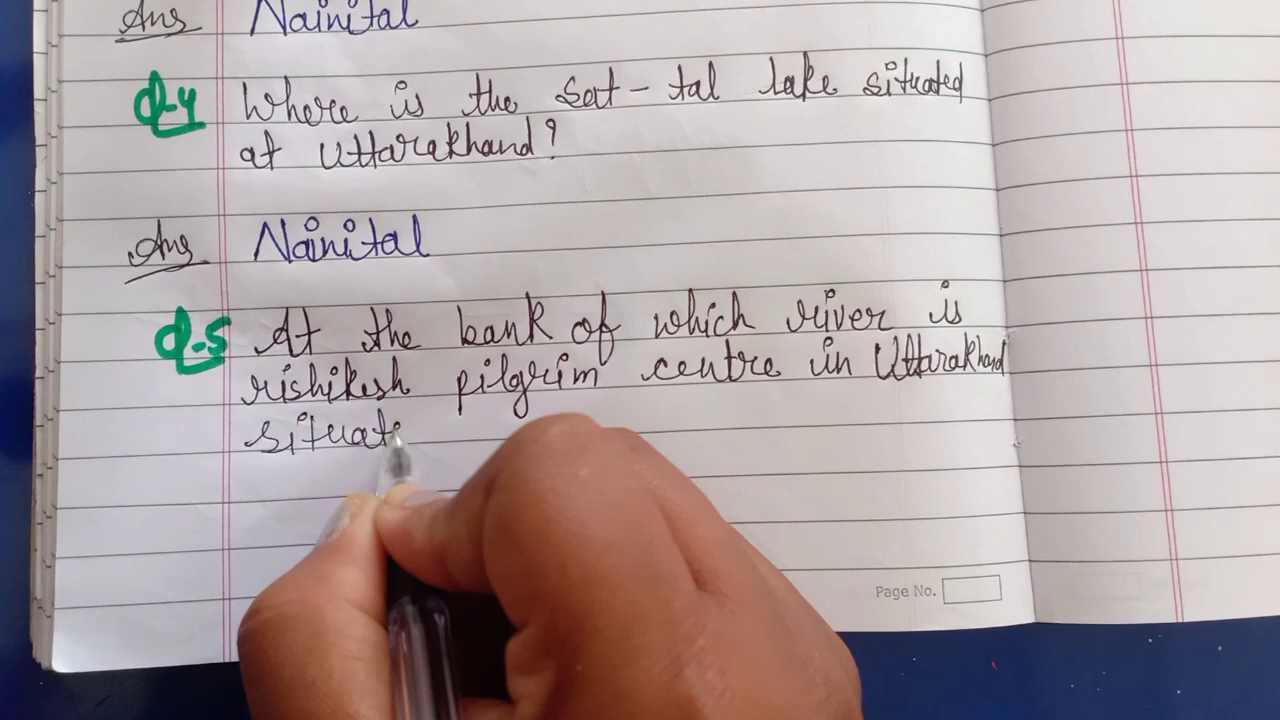 Ans Nainital
Q-4 Where is the Sat-tal lake situated
at Uttarakhand?
Ans Nainital
Q-5 At the bank of which river is
rishikesh pilgrim centre in Uttarakhand
situate
Page No.